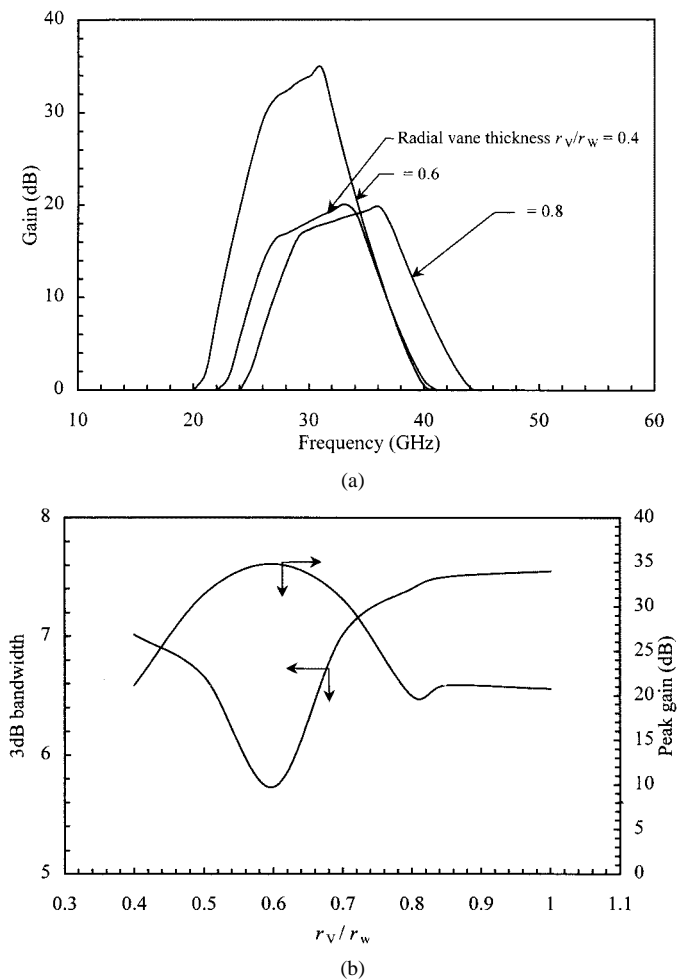 40
30
20
10
0
Gain (dB)
Radial vane thickness rV/rW = 0.4
= 0.6
= 0.8
10 20 30 40 50 60
Frequency (GHz)
(a)
8
7
6
5
3dB bandwidth
40
35
30
25
20
15
10
5
0
Peak gain (dB)
0.3 0.4 0.5 0.6 0.7 0.8 0.9 1 1.1
rV / rw
(b)